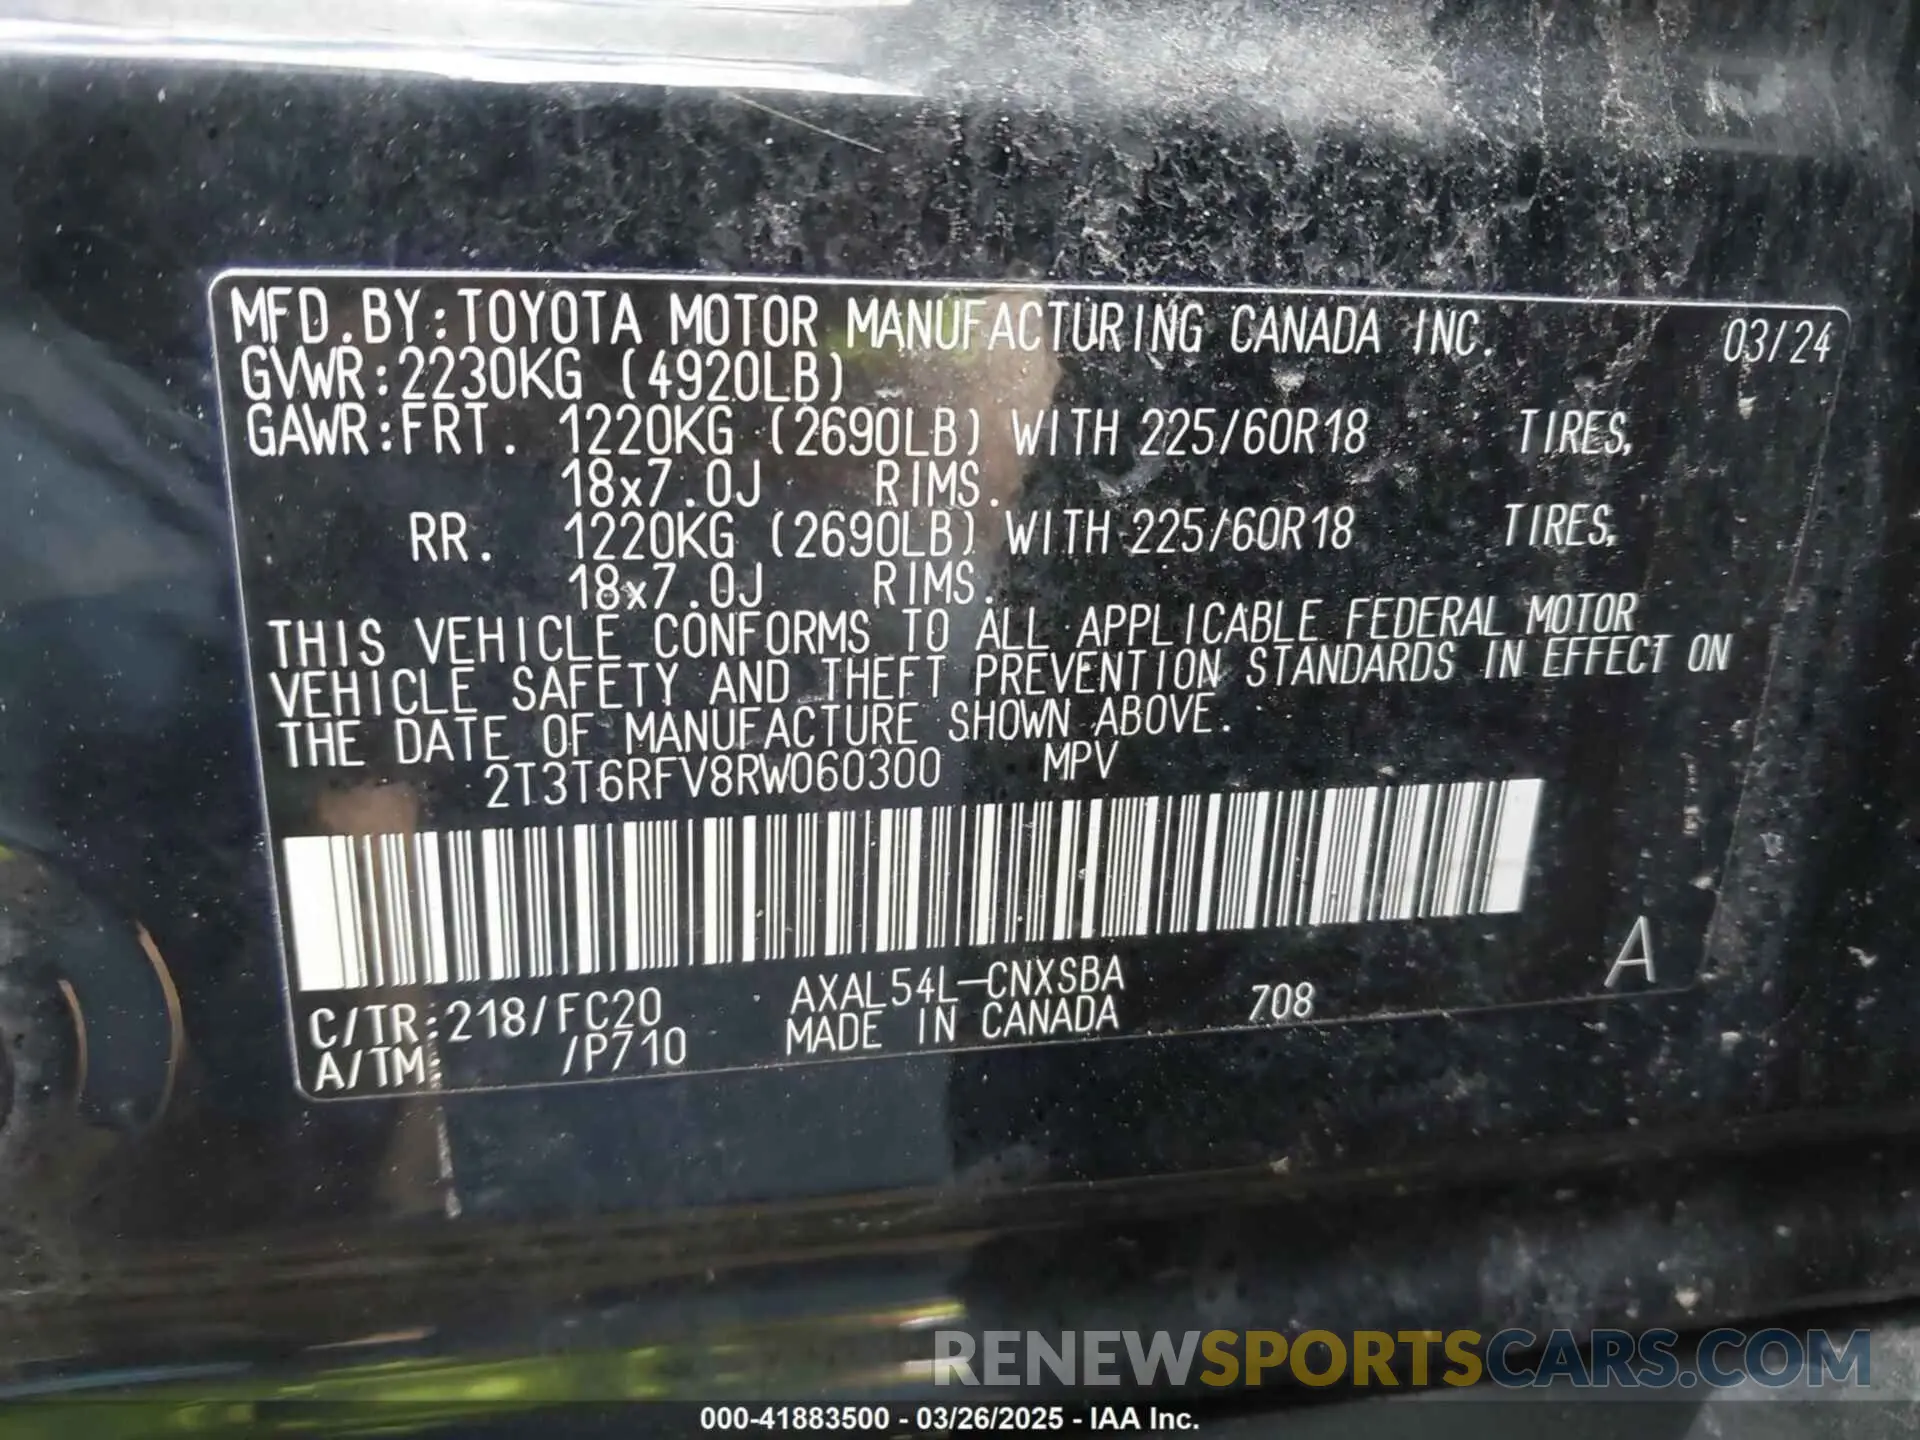 MFD.BY:TOYOTA MOTOR MANUFACTURING CANADA INC. 03/24
GVWR:2230KG (4920LB)
GAWR:FRT. 1220KG (2690LB) WITH 225/60R18 TIRES,
18x7.0J RIMS.
RR. 1220KG (2690LB) WITH 225/60R18 TIRES,
18x7.0J RIMS.
THIS VEHICLE CONFORMS TO ALL APPLICABLE FEDERAL MOTOR
VEHICLE SAFETY AND THEFT PREVENTION STANDARDS IN EFFECT ON
THE DATE OF MANUFACTURE SHOWN ABOVE.
2T3T6RFV8RW060300 MPV
A
C/TR:218/FC20 AXAL54L-CNXSBA 708
A/TM: /P710 MADE IN CANADA
RENEWSPORTSCARS.COM
000-41883500 - 03/26/2025 - IAA Inc.